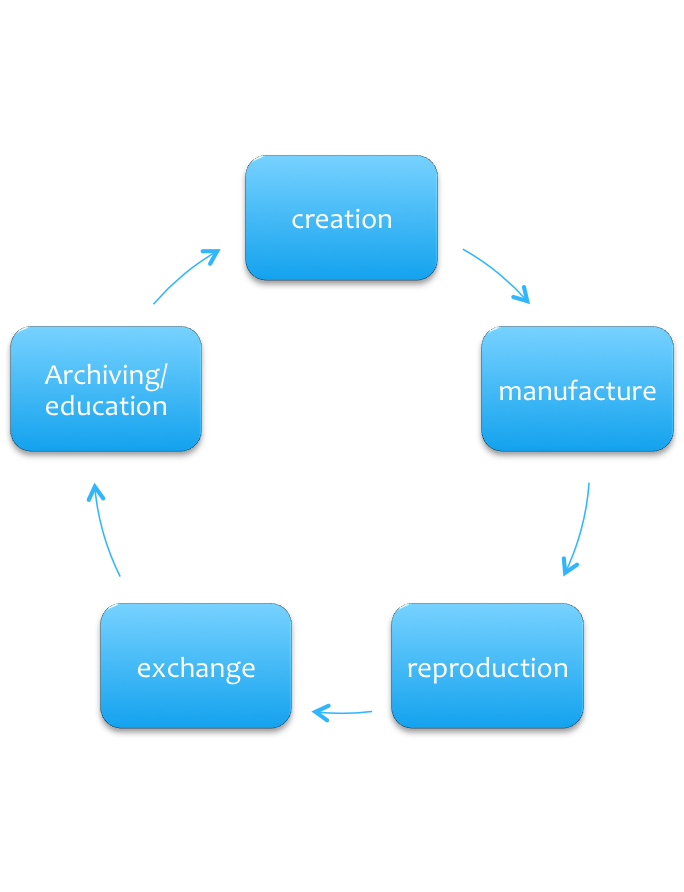 creation
manufacture
reproduction
exchange
Archiving/
education